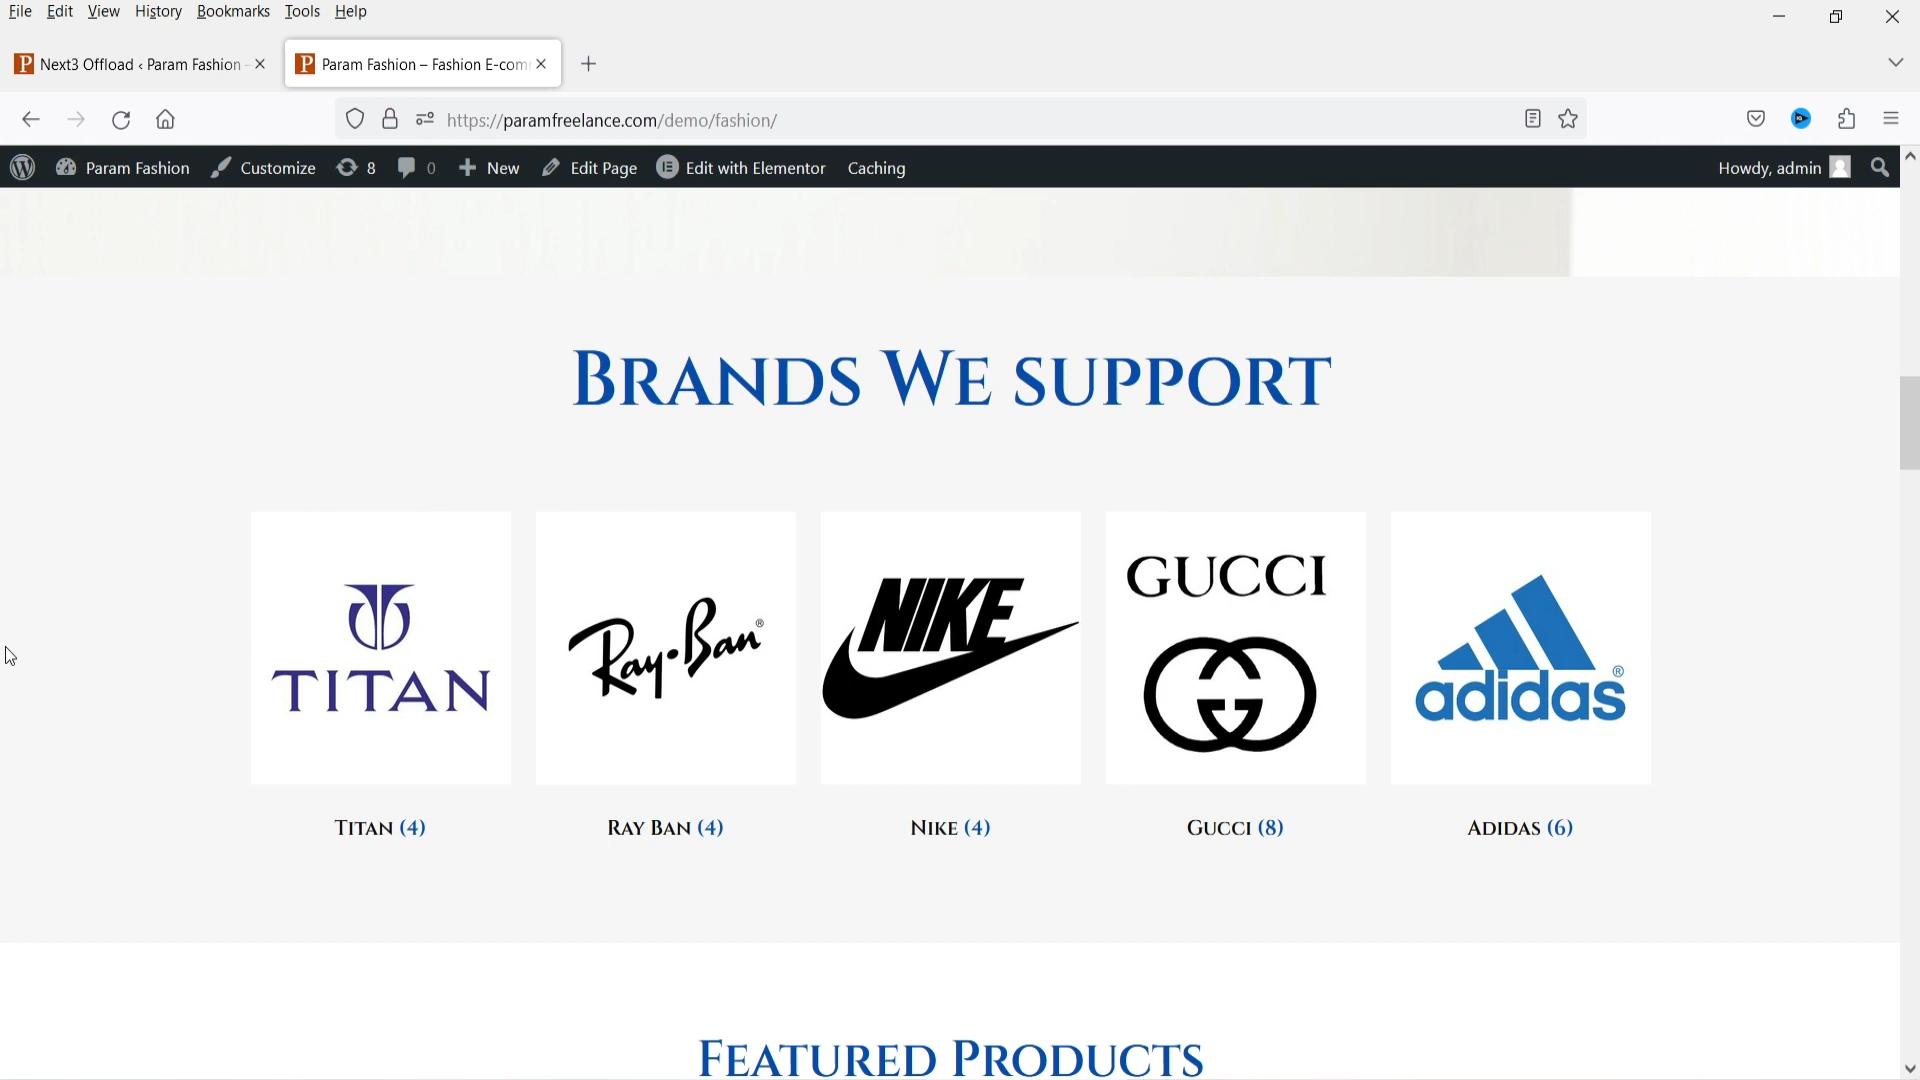 File Edit View History Bookmarks Tools Help
Next3 Offload ‹ Param Fashion –
Param Fashion – Fashion E-com
https://paramfreelance.com/demo/fashion/
Param Fashion Customize 8 0 New Edit Page Edit with Elementor Caching Howdy, admin
BRANDS WE SUPPORT
TITAN
Ray-Ban®
NIKE
GUCCI
adidas®
TITAN (4)
RAY BAN (4)
NIKE (4)
GUCCI (8)
ADIDAS (6)
FEATURED PRODUCTS